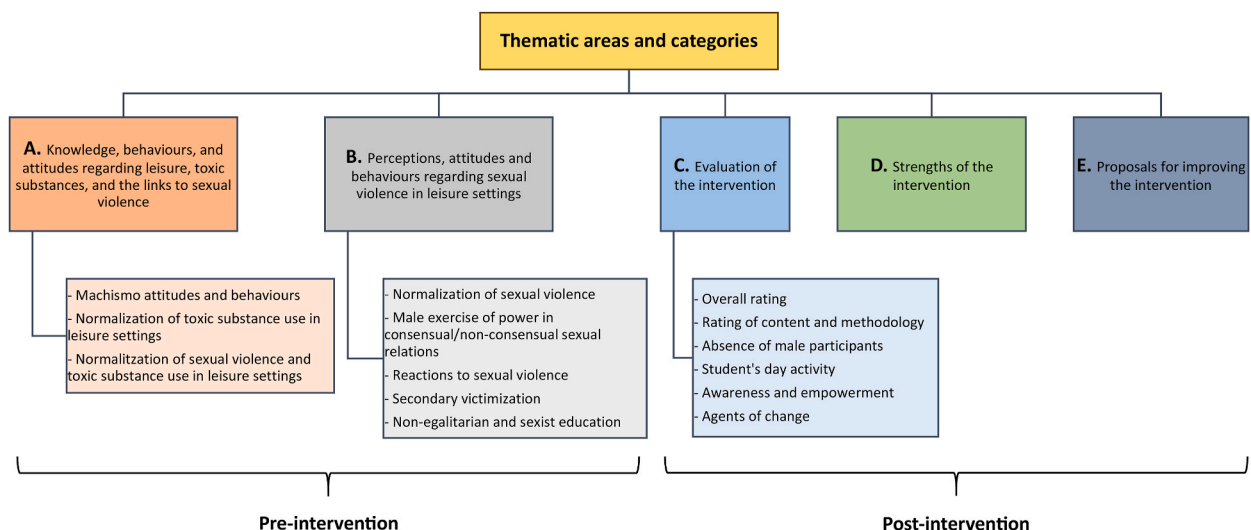 Thematic areas and categories
A. Knowledge, behaviours, and
attitudes regarding leisure, toxic
substances, and the links to sexual
violence
B. Perceptions, attitudes and
behaviours regarding sexual
violence in leisure settings
C. Evaluation of
the intervention
D. Strengths of the
intervention
E. Proposals for improving
the intervention
- Machismo attitudes and behaviours
- Normalization of toxic substance use in
leisure settings
- Normalitzation of sexual violence and
toxic substance use in leisure settings
- Normalization of sexual violence
- Male exercise of power in
consensual/non-consensual sexual
relations
- Reactions to sexual violence
- Secondary victimization
- Non-egalitarian and sexist education
- Overall rating
- Rating of content and methodology
- Absence of male participants
- Student's day activity
- Awareness and empowerment
- Agents of change
Pre-intervention
Post-intervention